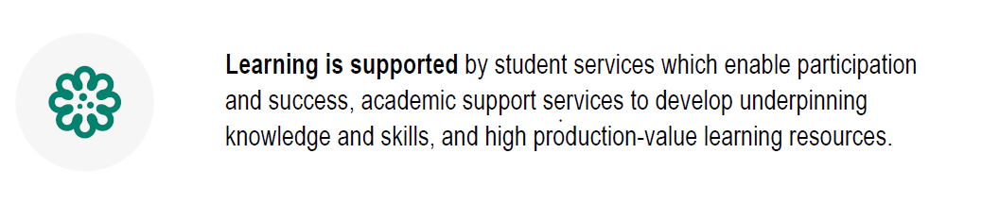 Learning is supported by student services which enable participation
and success, academic support services to develop underpinning
knowledge and skills, and high production-value learning resources.